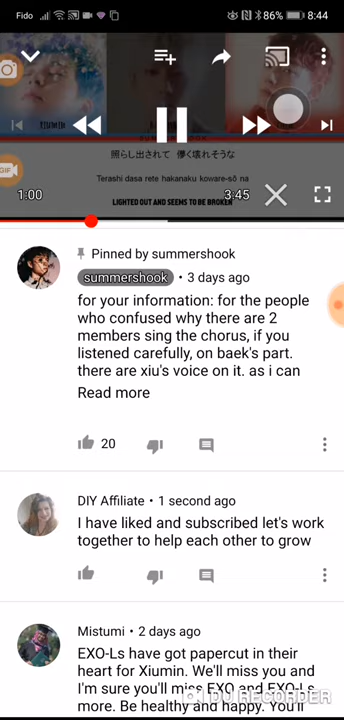 Fido
86%
8:44
XIUMIN
照らし出されて 儚く壊れそうな
Terashi dasa rete hakanaku koware-sō na
LIGHTED OUT AND SEEMS TO BE BROKEN
GIF
1:00
3:45
Pinned by summershook
summershook • 3 days ago
for your information: for the people
who confused why there are 2
members sing the chorus, if you
listened carefully, on baek's part.
there are xiu's voice on it. as i can
Read more
20
DIY Affiliate • 1 second ago
I have liked and subscribed let's work
together to help each other to grow
Mistumi • 2 days ago
EXO-Ls have got papercut in their
heart for Xiumin. We'll miss you and
I'm sure you'll miss EXO and EXO-Ls
more. Be healthy and happy. You'll
DU RECORDER